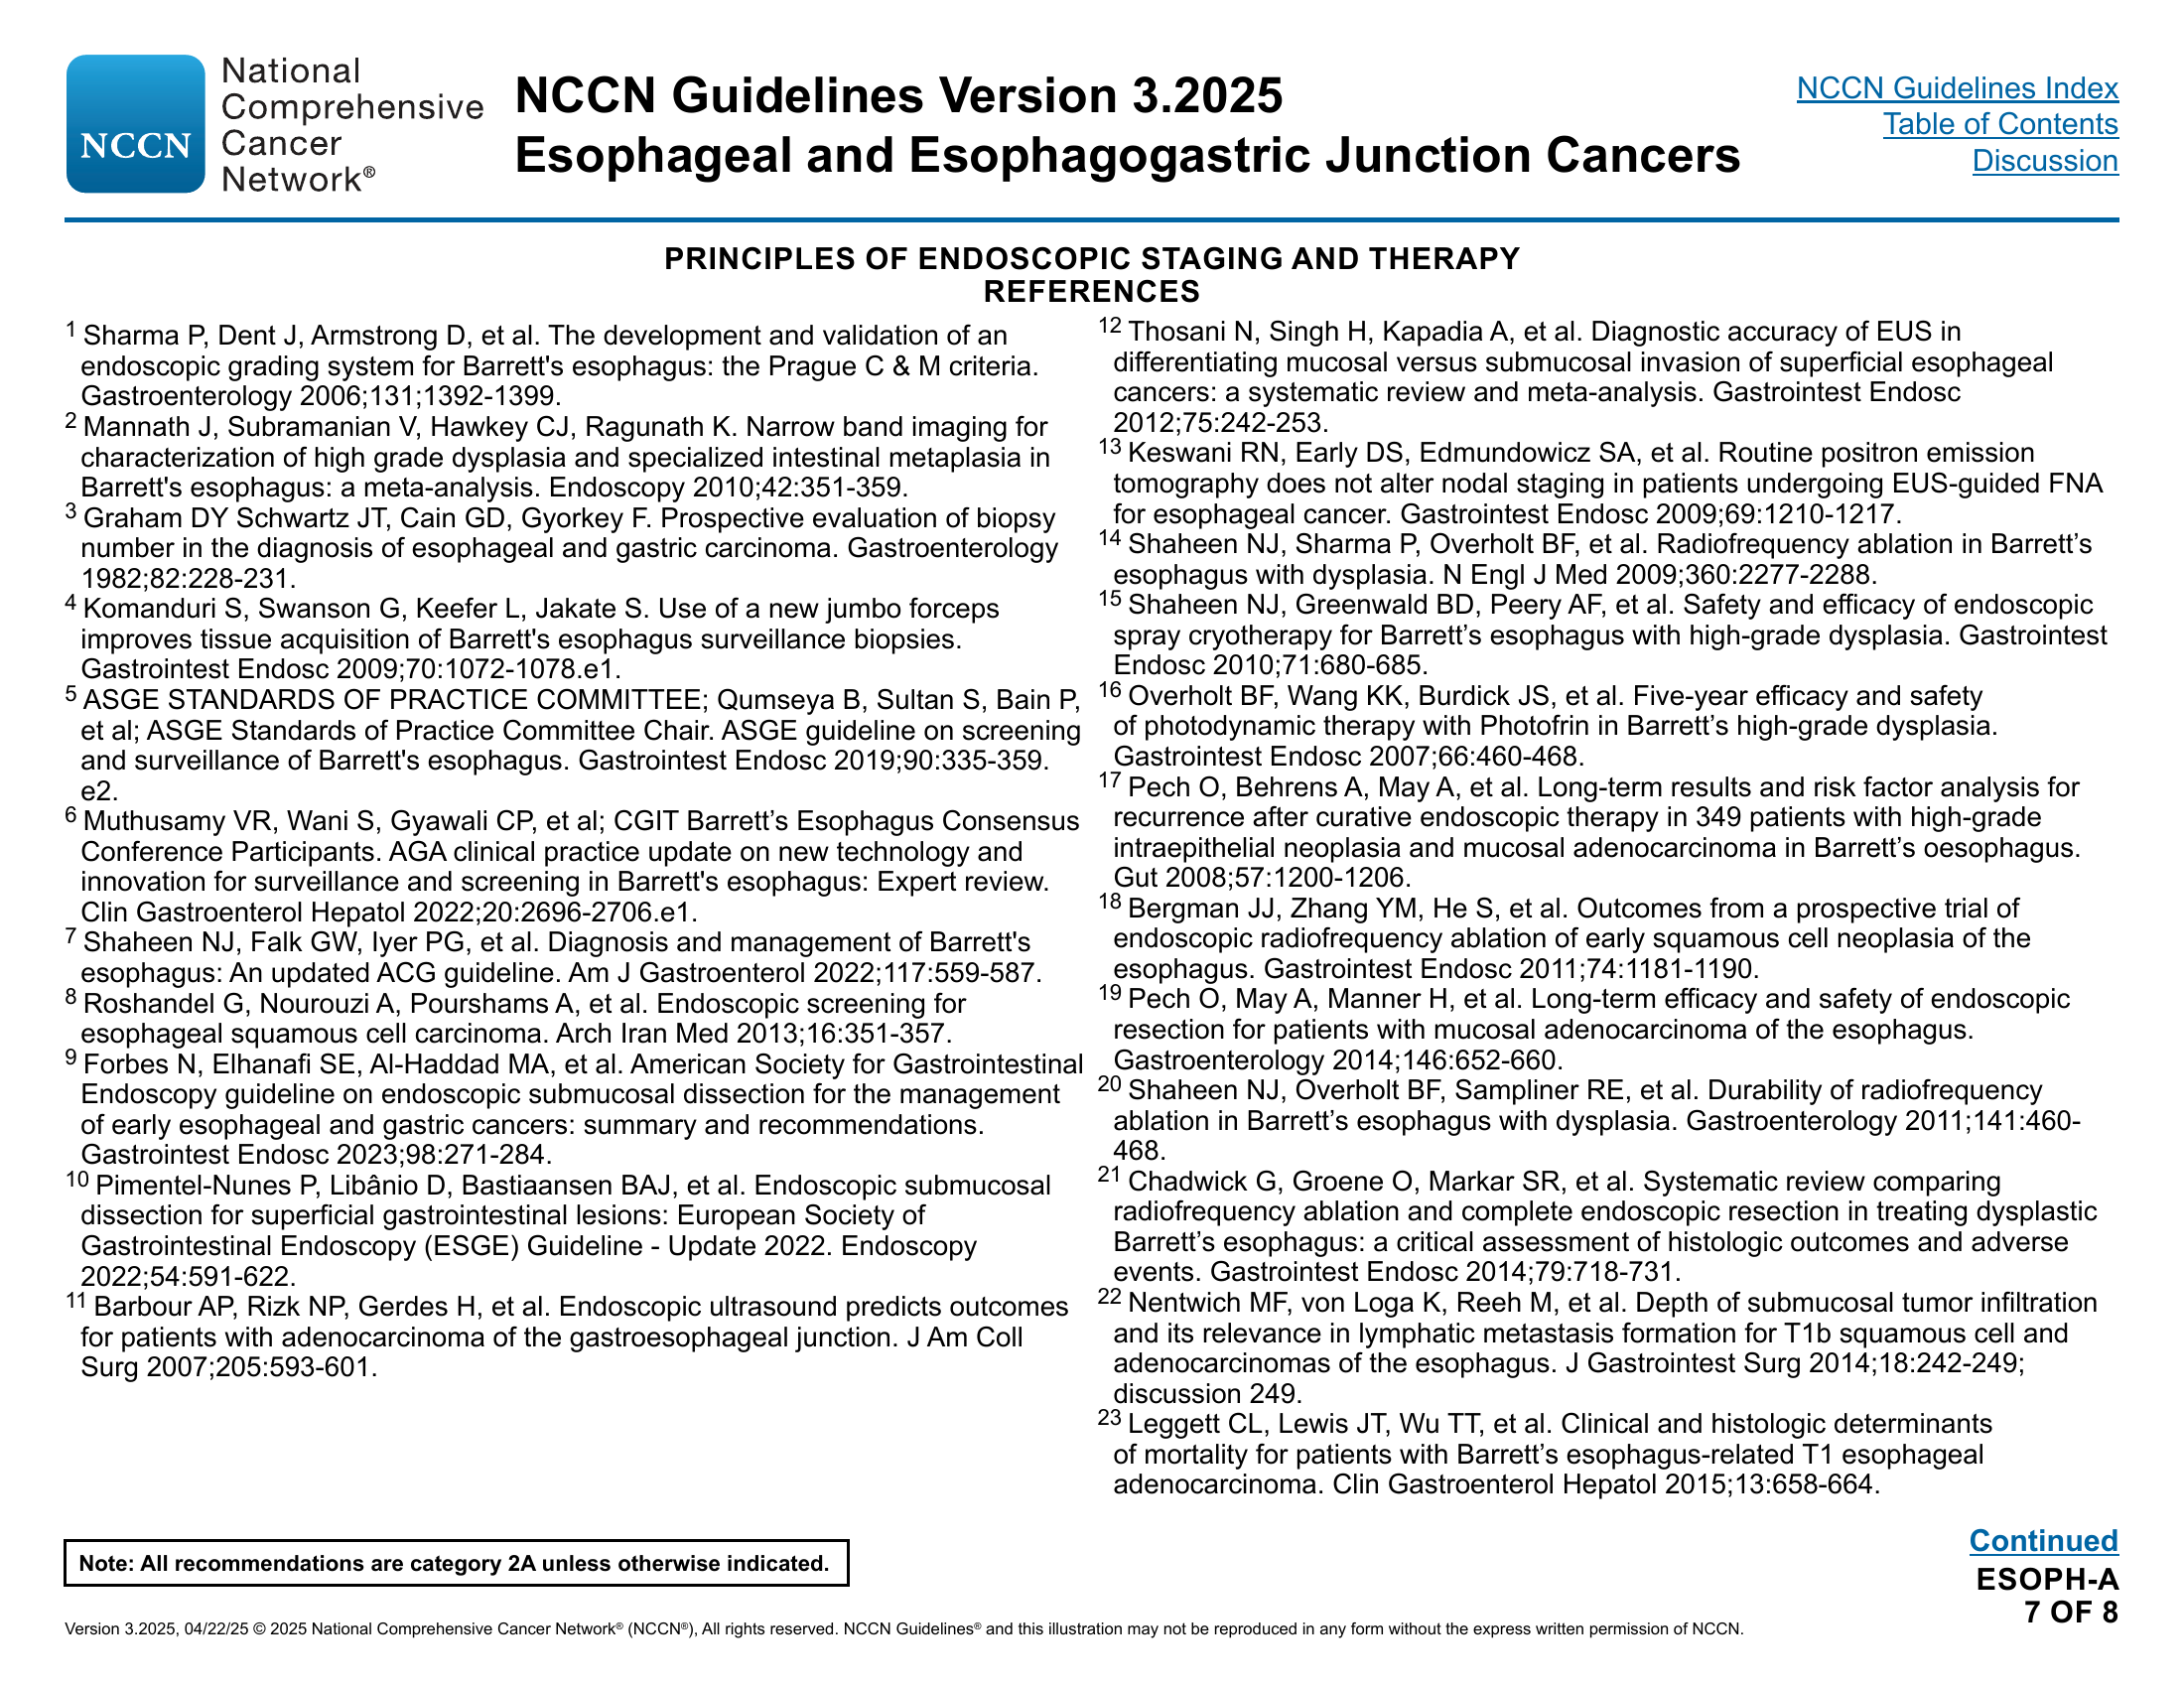 NCCN
National
Comprehensive
Cancer
Network®
NCCN Guidelines Version 3.2025
Esophageal and Esophagogastric Junction Cancers
NCCN Guidelines Index
Table of Contents
Discussion
PRINCIPLES OF ENDOSCOPIC STAGING AND THERAPY
REFERENCES
1 Sharma P, Dent J, Armstrong D, et al. The development and validation of an
endoscopic grading system for Barrett's esophagus: the Prague C & M criteria.
Gastroenterology 2006;131;1392-1399.
2 Mannath J, Subramanian V, Hawkey CJ, Ragunath K. Narrow band imaging for
characterization of high grade dysplasia and specialized intestinal metaplasia in
Barrett's esophagus: a meta-analysis. Endoscopy 2010;42:351-359.
3 Graham DY Schwartz JT, Cain GD, Gyorkey F. Prospective evaluation of biopsy
number in the diagnosis of esophageal and gastric carcinoma. Gastroenterology
1982;82:228-231.
4 Komanduri S, Swanson G, Keefer L, Jakate S. Use of a new jumbo forceps
improves tissue acquisition of Barrett's esophagus surveillance biopsies.
Gastrointest Endosc 2009;70:1072-1078.e1.
5 ASGE STANDARDS OF PRACTICE COMMITTEE; Qumseya B, Sultan S, Bain P,
et al; ASGE Standards of Practice Committee Chair. ASGE guideline on screening
and surveillance of Barrett's esophagus. Gastrointest Endosc 2019;90:335-359.
e2.
6 Muthusamy VR, Wani S, Gyawali CP, et al; CGIT Barrett’s Esophagus Consensus
Conference Participants. AGA clinical practice update on new technology and
innovation for surveillance and screening in Barrett's esophagus: Expert review.
Clin Gastroenterol Hepatol 2022;20:2696-2706.e1.
7 Shaheen NJ, Falk GW, Iyer PG, et al. Diagnosis and management of Barrett's
esophagus: An updated ACG guideline. Am J Gastroenterol 2022;117:559-587.
8 Roshandel G, Nourouzi A, Pourshams A, et al. Endoscopic screening for
esophageal squamous cell carcinoma. Arch Iran Med 2013;16:351-357.
9 Forbes N, Elhanafi SE, Al-Haddad MA, et al. American Society for Gastrointestinal
Endoscopy guideline on endoscopic submucosal dissection for the management
of early esophageal and gastric cancers: summary and recommendations.
Gastrointest Endosc 2023;98:271-284.
10 Pimentel-Nunes P, Libânio D, Bastiaansen BAJ, et al. Endoscopic submucosal
dissection for superficial gastrointestinal lesions: European Society of
Gastrointestinal Endoscopy (ESGE) Guideline - Update 2022. Endoscopy
2022;54:591-622.
11 Barbour AP, Rizk NP, Gerdes H, et al. Endoscopic ultrasound predicts outcomes
for patients with adenocarcinoma of the gastroesophageal junction. J Am Coll
Surg 2007;205:593-601.
12 Thosani N, Singh H, Kapadia A, et al. Diagnostic accuracy of EUS in
differentiating mucosal versus submucosal invasion of superficial esophageal
cancers: a systematic review and meta-analysis. Gastrointest Endosc
2012;75:242-253.
13 Keswani RN, Early DS, Edmundowicz SA, et al. Routine positron emission
tomography does not alter nodal staging in patients undergoing EUS-guided FNA
for esophageal cancer. Gastrointest Endosc 2009;69:1210-1217.
14 Shaheen NJ, Sharma P, Overholt BF, et al. Radiofrequency ablation in Barrett’s
esophagus with dysplasia. N Engl J Med 2009;360:2277-2288.
15 Shaheen NJ, Greenwald BD, Peery AF, et al. Safety and efficacy of endoscopic
spray cryotherapy for Barrett’s esophagus with high-grade dysplasia. Gastrointest
Endosc 2010;71:680-685.
16 Overholt BF, Wang KK, Burdick JS, et al. Five-year efficacy and safety
of photodynamic therapy with Photofrin in Barrett’s high-grade dysplasia.
Gastrointest Endosc 2007;66:460-468.
17 Pech O, Behrens A, May A, et al. Long-term results and risk factor analysis for
recurrence after curative endoscopic therapy in 349 patients with high-grade
intraepithelial neoplasia and mucosal adenocarcinoma in Barrett’s oesophagus.
Gut 2008;57:1200-1206.
18 Bergman JJ, Zhang YM, He S, et al. Outcomes from a prospective trial of
endoscopic radiofrequency ablation of early squamous cell neoplasia of the
esophagus. Gastrointest Endosc 2011;74:1181-1190.
19 Pech O, May A, Manner H, et al. Long-term efficacy and safety of endoscopic
resection for patients with mucosal adenocarcinoma of the esophagus.
Gastroenterology 2014;146:652-660.
20 Shaheen NJ, Overholt BF, Sampliner RE, et al. Durability of radiofrequency
ablation in Barrett’s esophagus with dysplasia. Gastroenterology 2011;141:460-
468.
21 Chadwick G, Groene O, Markar SR, et al. Systematic review comparing
radiofrequency ablation and complete endoscopic resection in treating dysplastic
Barrett’s esophagus: a critical assessment of histologic outcomes and adverse
events. Gastrointest Endosc 2014;79:718-731.
22 Nentwich MF, von Loga K, Reeh M, et al. Depth of submucosal tumor infiltration
and its relevance in lymphatic metastasis formation for T1b squamous cell and
adenocarcinomas of the esophagus. J Gastrointest Surg 2014;18:242-249;
discussion 249.
23 Leggett CL, Lewis JT, Wu TT, et al. Clinical and histologic determinants
of mortality for patients with Barrett’s esophagus-related T1 esophageal
adenocarcinoma. Clin Gastroenterol Hepatol 2015;13:658-664.
Note: All recommendations are category 2A unless otherwise indicated.
Continued
ESOPH-A
7 OF 8
Version 3.2025, 04/22/25 © 2025 National Comprehensive Cancer Network® (NCCN®), All rights reserved. NCCN Guidelines® and this illustration may not be reproduced in any form without the express written permission of NCCN.